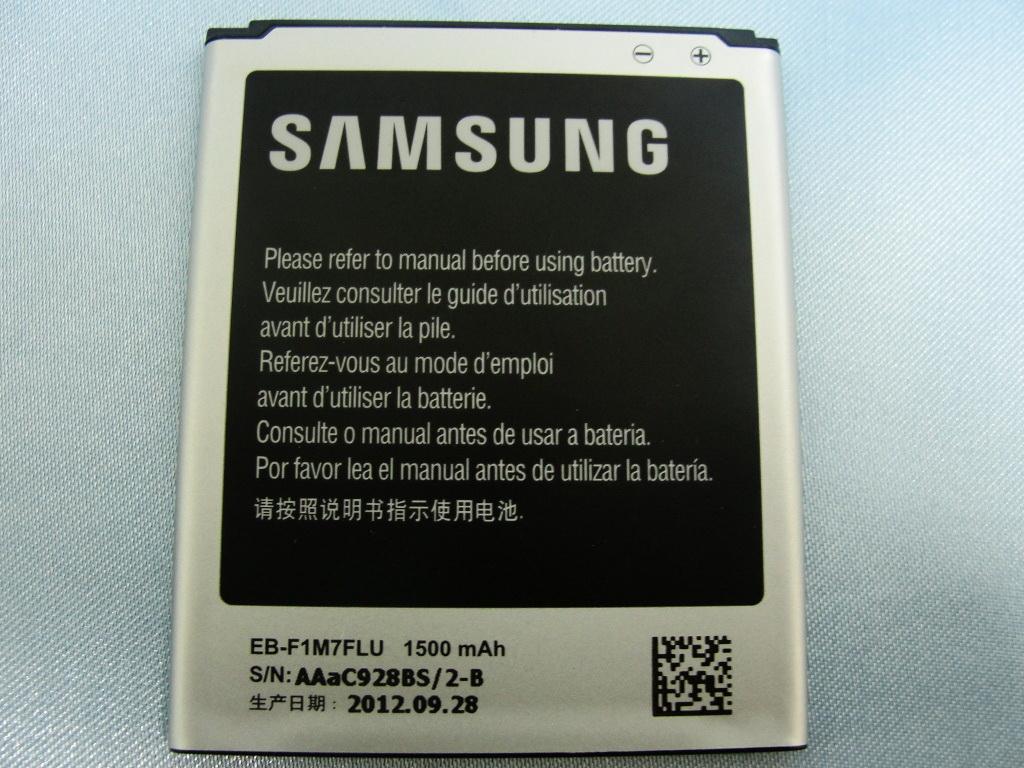 SAMSUNG
Please refer to manual before using battery.
Veuillez consulter le guide d'utilisation
avant d'utiliser la pile.
Referez-vous au mode d'emploi
avant d'utiliser la batterie.
Consulte o manual antes de usar a bateria.
Por favor lea el manual antes de utilizar la batería.
请按照说明书指示使用电池.
EB-F1M7FLU 1500 mAh
S/N: AAaC928BS/2-B
生产日期: 2012.09.28